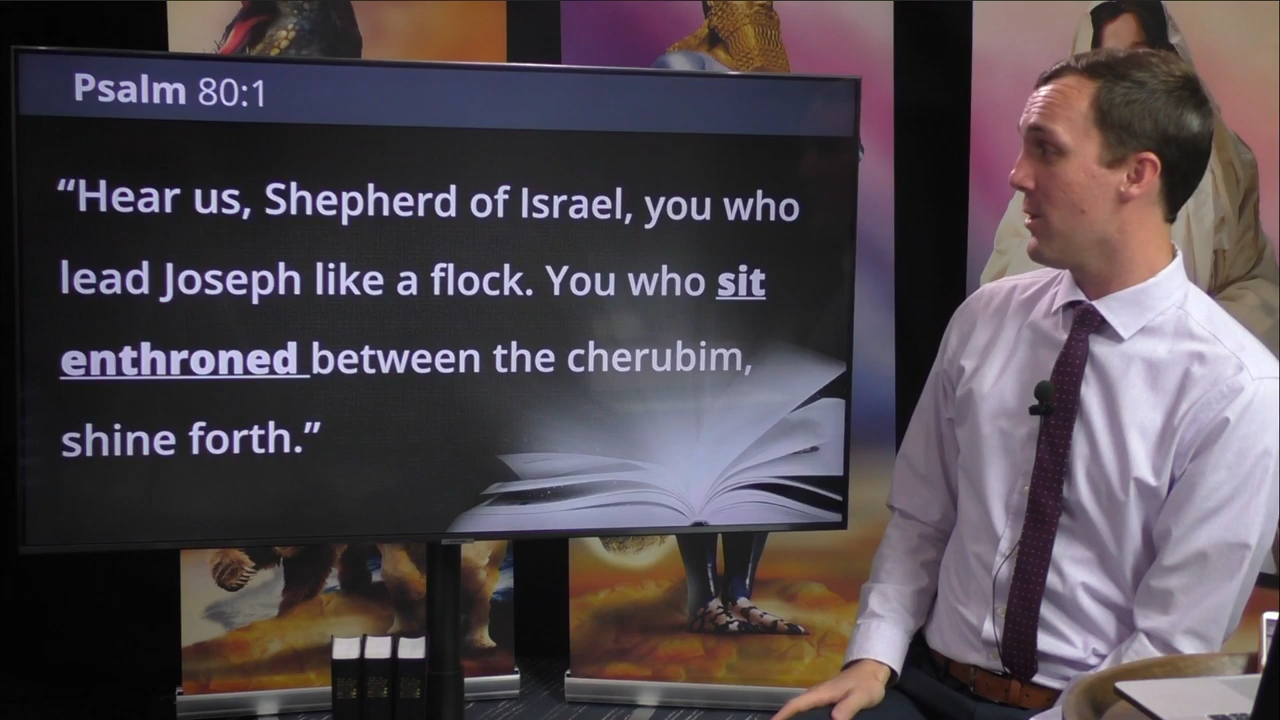 Psalm 80:1
“Hear us, Shepherd of Israel, you who
lead Joseph like a flock. You who sit
enthroned between the cherubim,
shine forth.”